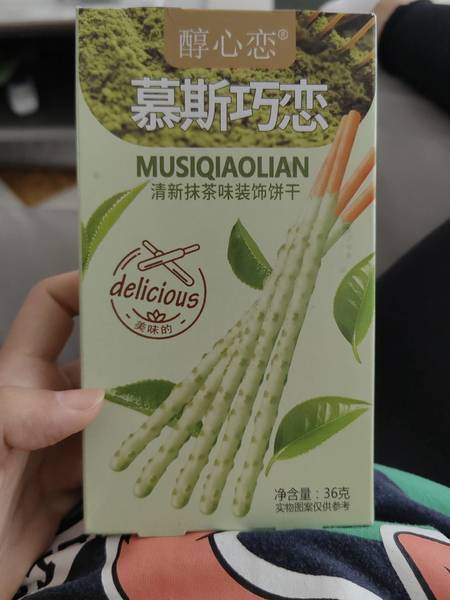 醇心恋®
慕斯巧恋
MUSIQIAOLIAN
清新抹茶味装饰饼干
delicious
美味的
净含量：36克
实物图案仅供参考